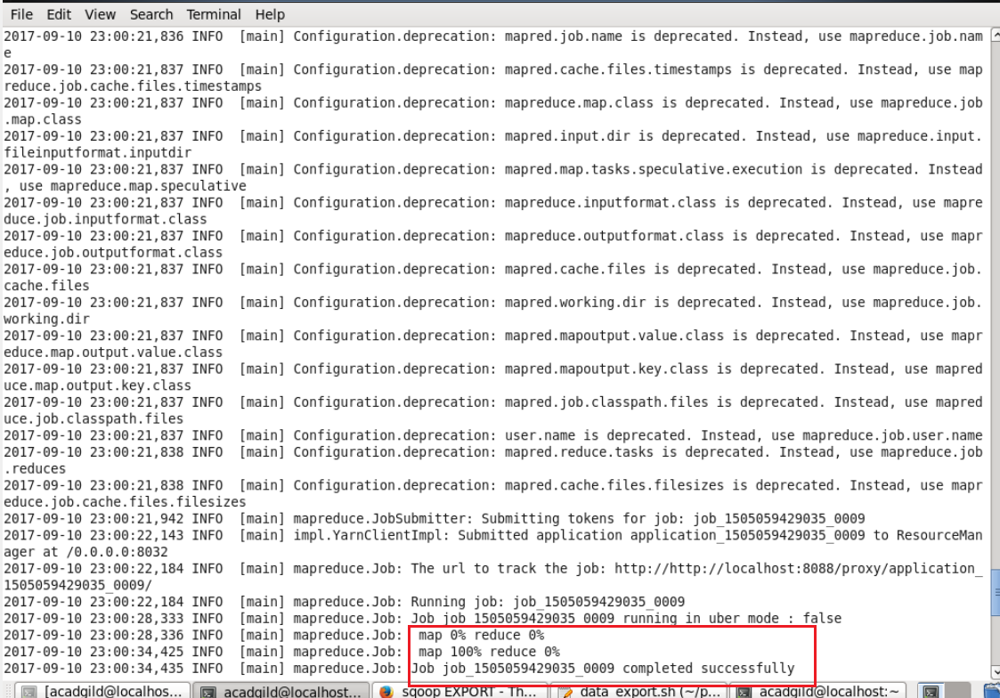 File Edit View Search Terminal Help
2017-09-10 23:00:21,836 INFO  [main] Configuration.deprecation: mapred.job.name is deprecated. Instead, use mapreduce.job.nam
e
2017-09-10 23:00:21,837 INFO  [main] Configuration.deprecation: mapred.cache.files.timestamps is deprecated. Instead, use map
reduce.job.cache.files.timestamps
2017-09-10 23:00:21,837 INFO  [main] Configuration.deprecation: mapreduce.map.class is deprecated. Instead, use mapreduce.job
.map.class
2017-09-10 23:00:21,837 INFO  [main] Configuration.deprecation: mapred.input.dir is deprecated. Instead, use mapreduce.input.
fileinputformat.inputdir
2017-09-10 23:00:21,837 INFO  [main] Configuration.deprecation: mapred.map.tasks.speculative.execution is deprecated. Instead
, use mapreduce.map.speculative
2017-09-10 23:00:21,837 INFO  [main] Configuration.deprecation: mapreduce.inputformat.class is deprecated. Instead, use mapre
duce.job.inputformat.class
2017-09-10 23:00:21,837 INFO  [main] Configuration.deprecation: mapreduce.outputformat.class is deprecated. Instead, use mapr
educe.job.outputformat.class
2017-09-10 23:00:21,837 INFO  [main] Configuration.deprecation: mapred.cache.files is deprecated. Instead, use mapreduce.job.
cache.files
2017-09-10 23:00:21,837 INFO  [main] Configuration.deprecation: mapred.working.dir is deprecated. Instead, use mapreduce.job.
working.dir
2017-09-10 23:00:21,837 INFO  [main] Configuration.deprecation: mapred.mapoutput.value.class is deprecated. Instead, use mapr
educe.map.output.value.class
2017-09-10 23:00:21,837 INFO  [main] Configuration.deprecation: mapred.mapoutput.key.class is deprecated. Instead, use mapred
uce.map.output.key.class
2017-09-10 23:00:21,837 INFO  [main] Configuration.deprecation: mapred.job.classpath.files is deprecated. Instead, use mapred
uce.job.classpath.files
2017-09-10 23:00:21,837 INFO  [main] Configuration.deprecation: user.name is deprecated. Instead, use mapreduce.job.user.name
2017-09-10 23:00:21,838 INFO  [main] Configuration.deprecation: mapred.reduce.tasks is deprecated. Instead, use mapreduce.job
.reduces
2017-09-10 23:00:21,838 INFO  [main] Configuration.deprecation: mapred.cache.files.filesizes is deprecated. Instead, use mapr
educe.job.cache.files.filesizes
2017-09-10 23:00:21,942 INFO  [main] mapreduce.JobSubmitter: Submitting tokens for job: job_1505059429035_0009
2017-09-10 23:00:22,143 INFO  [main] impl.YarnClientImpl: Submitted application application_1505059429035_0009 to ResourceMan
ager at /0.0.0.0:8032
2017-09-10 23:00:22,184 INFO  [main] mapreduce.Job: The url to track the job: http://http://localhost:8088/proxy/application_
1505059429035_0009/
2017-09-10 23:00:22,184 INFO  [main] mapreduce.Job: Running job: job_1505059429035_0009
2017-09-10 23:00:28,333 INFO  [main] mapreduce.Job: Job job_1505059429035_0009 running in uber mode : false
2017-09-10 23:00:28,336 INFO  [main] mapreduce.Job:  map 0% reduce 0%
2017-09-10 23:00:34,425 INFO  [main] mapreduce.Job:  map 100% reduce 0%
2017-09-10 23:00:34,435 INFO  [main] mapreduce.Job: Job job_1505059429035_0009 completed successfully
[acadgild@localhos... acadgild@localhost:... sqoop EXPORT - Th... data_export.sh (~/p... acadgild@localhost:~